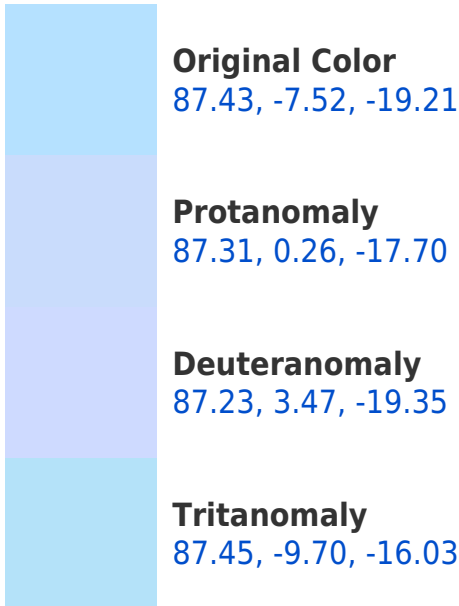 Original Color
87.43, -7.52, -19.21
Protanomaly
87.31, 0.26, -17.70
Deuteranomaly
87.23, 3.47, -19.35
Tritanomaly
87.45, -9.70, -16.03